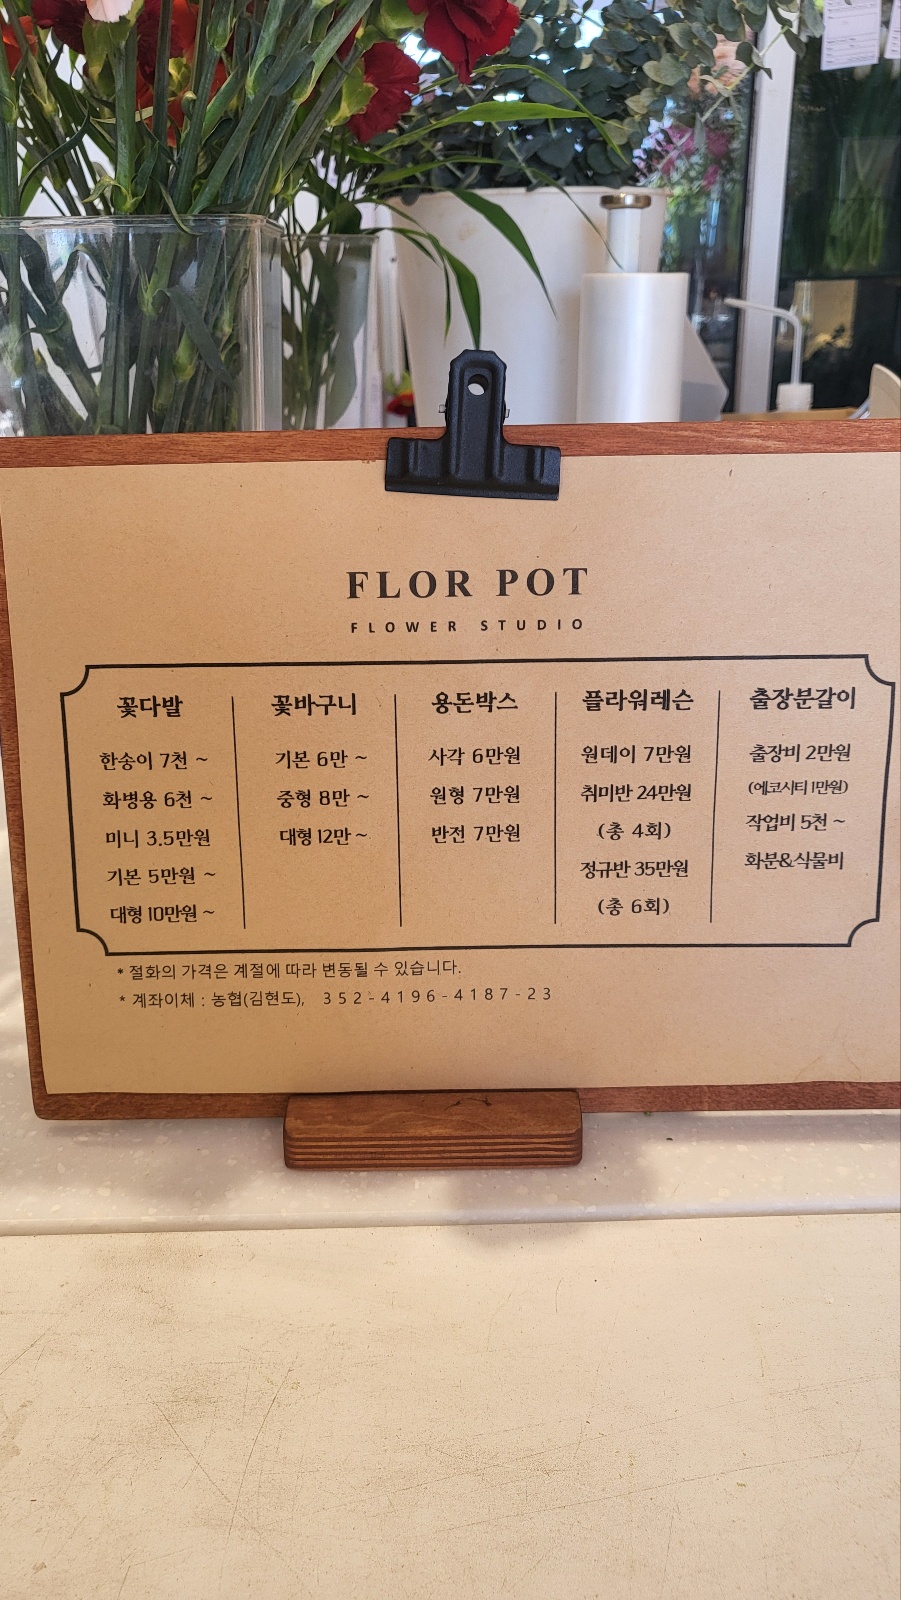 FLOR POT
FLOWER STUDIO
꽃다발
한송이 7천 ~
화병용 6천 ~
미니 3.5만원
기본 5만원 ~
대형 10만원 ~
꽃바구니
기본 6만 ~
중형 8만 ~
대형 12만 ~
용돈박스
사각 6만원
원형 7만원
반전 7만원
플라워레슨
원데이 7만원
취미반 24만원
(총 4회)
정규반 35만원
(총 6회)
출장분갈이
출장비 2만원
(에코시티 1만원)
작업비 5천 ~
화분&식물비
* 절화의 가격은 계절에 따라 변동될 수 있습니다.
* 계좌이체 : 농협(김현도), 352-4196-4187-23